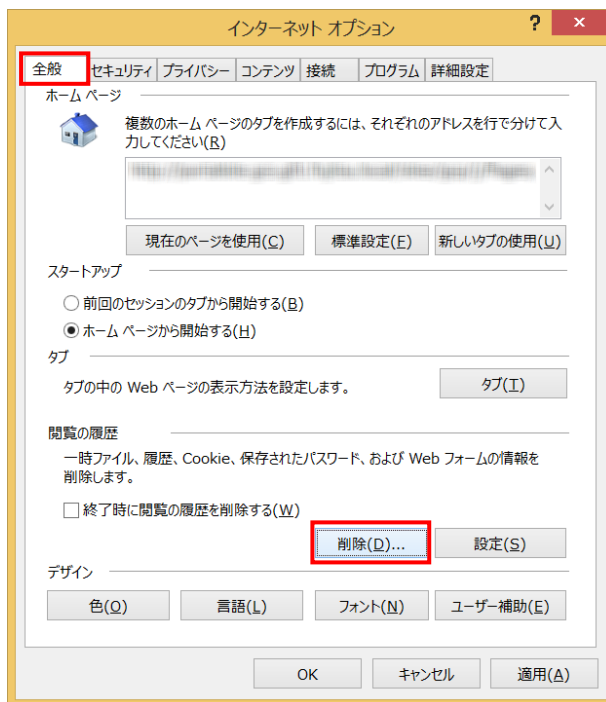 インターネット オプション
?
×
全般 セキュリティ プライバシー コンテンツ 接続 プログラム 詳細設定
ホーム ページ
複数のホーム ページのタブを作成するには、それぞれのアドレスを行で分けて入
力してください(R)
現在のページを使用(C) 標準設定(F) 新しいタブの使用(U)
スタートアップ
前回のセッションのタブから開始する(B)
ホーム ページから開始する(H)
タブ
タブの中の Web ページの表示方法を設定します。 タブ(T)
閲覧の履歴
一時ファイル、履歴、Cookie、保存されたパスワード、および Web フォームの情報を
削除します。
終了時に閲覧の履歴を削除する(W)
削除(D)... 設定(S)
デザイン
色(O) 言語(L) フォント(N) ユーザー補助(E)
OK キャンセル 適用(A)